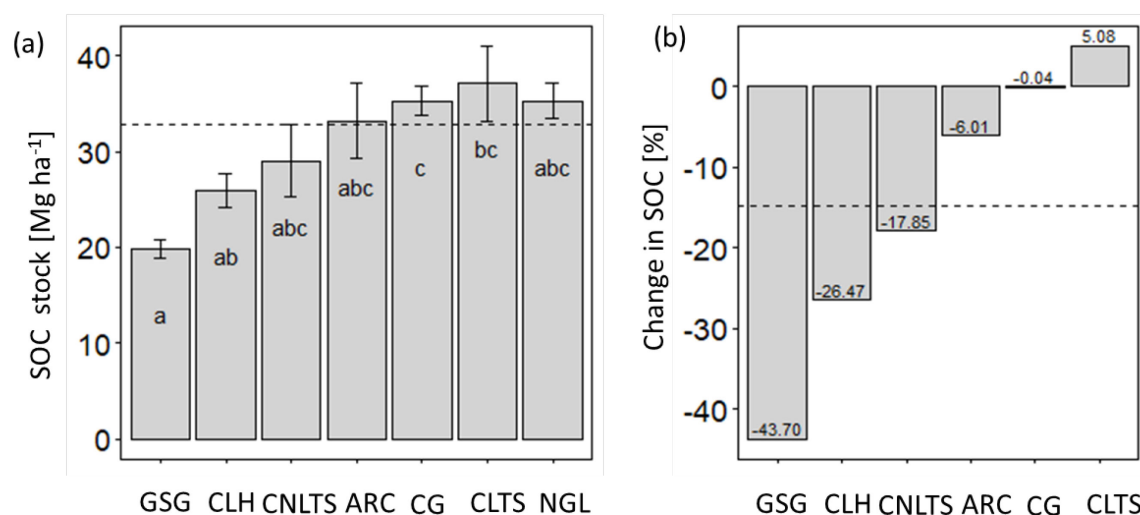 (a)
SOC stock [Mg ha⁻¹]
40
30
20
10
0
a
ab
abc
abc
c
bc
abc
GSG CLH CNLTS ARC CG CLTS NGL
(b)
Change in SOC [%]
0
-10
-20
-30
-40
-43.70
-26.47
-17.85
-6.01
-0.04
5.08
GSG CLH CNLTS ARC CG CLTS